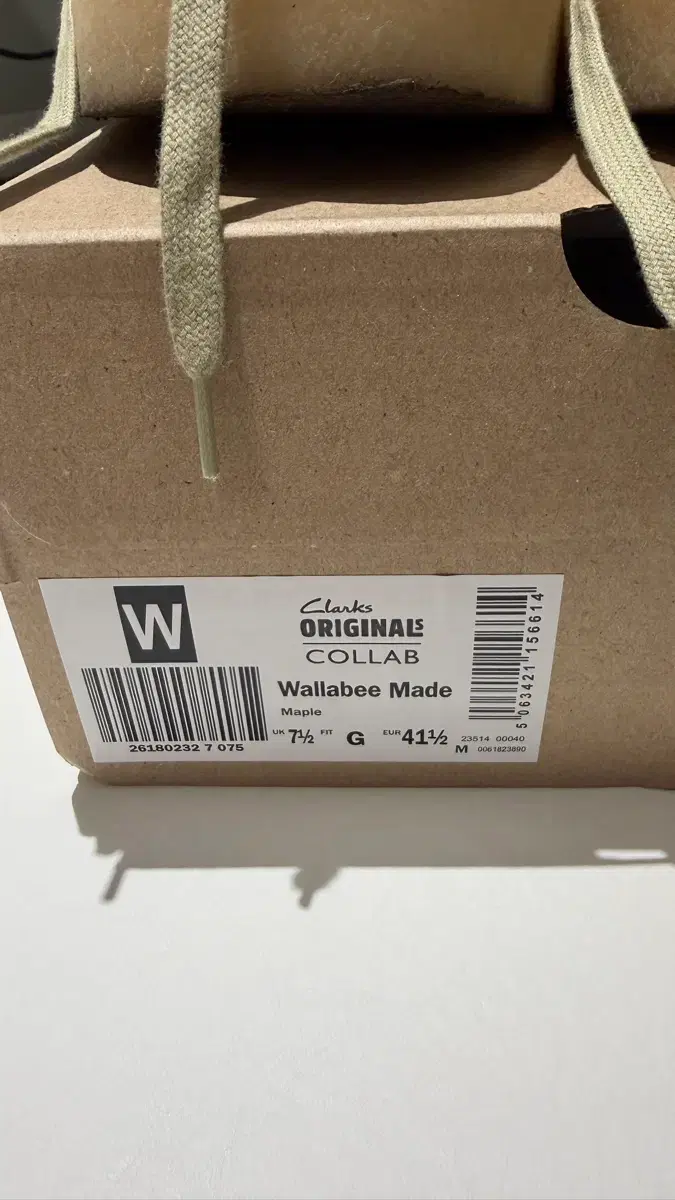 W
26180232 7 075
Clarks
ORIGINALS
COLLAB
Wallabee Made
Maple
UK 7½ FIT G EUR 41½
23514 00040
M 0061823890
5 063421 156614